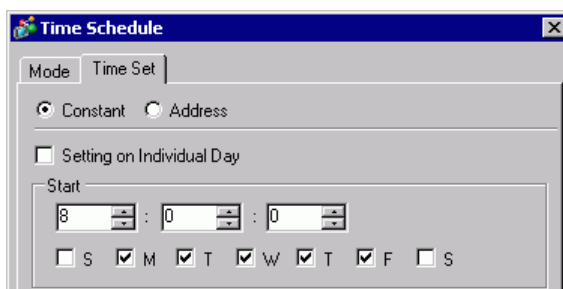 Time Schedule
Mode Time Set
Constant Address
Setting on Individual Day
Start
8 : 0 : 0
S M T W T F S